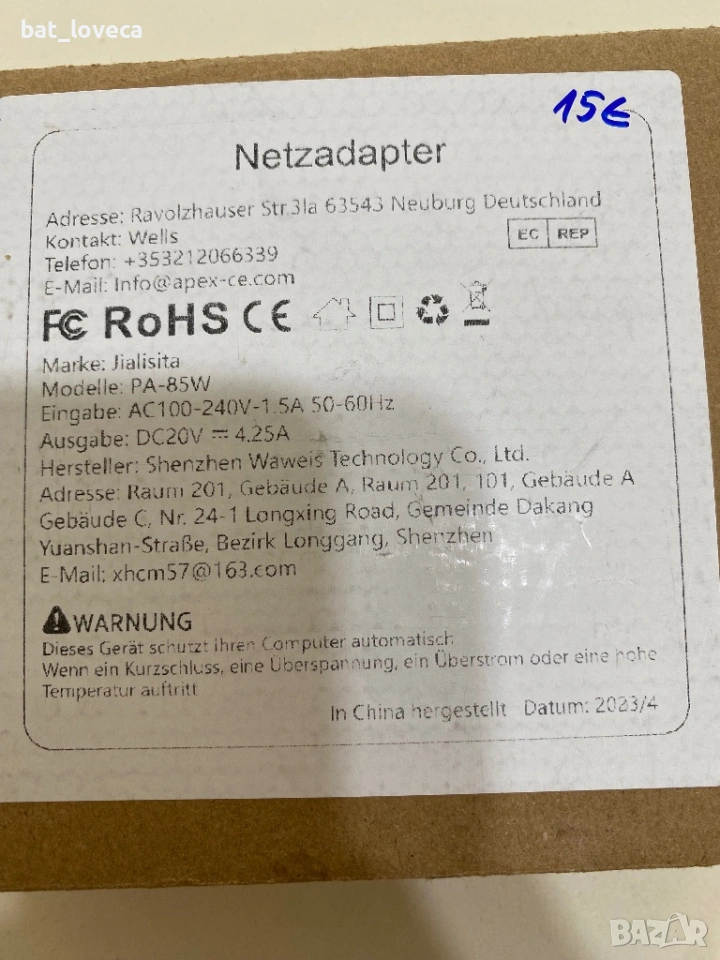 bat_loveca
15€
Netzadapter
Adresse: Ravolzhauser Str3la 63543 Neuburg Deutschland
Kontakt: Wells
EC REP
Telefon: +353212066339
E-Mail: Info@apex-ce.com
FC RoHS CE
Marke: Jialisita
Modelle: PA-85W
Eingabe: AC100-240V-1.5A 50-60Hz
Ausgabe: DC20V ⎓ 4.25A
Hersteller: Shenzhen Waweis Technology Co., Ltd.
Adresse: Raum 201, Gebäude A, Raum 201, 101, Gebäude A
Gebäude C, Nr. 24-1 Longxing Road, Gemeinde Dakang
Yuanshan-Straße, Bezirk Longgang, Shenzhen
E-Mail: xhcm57@163.com
WARNUNG
Dieses Gerät schutzt ihren Computer automatisch
Wenn ein Kurzschluss, eine Überspannung, ein Überstrom oder eine hohe
Temperatur auftritt
In China hergestellt Datum: 2023/4
BAZAR